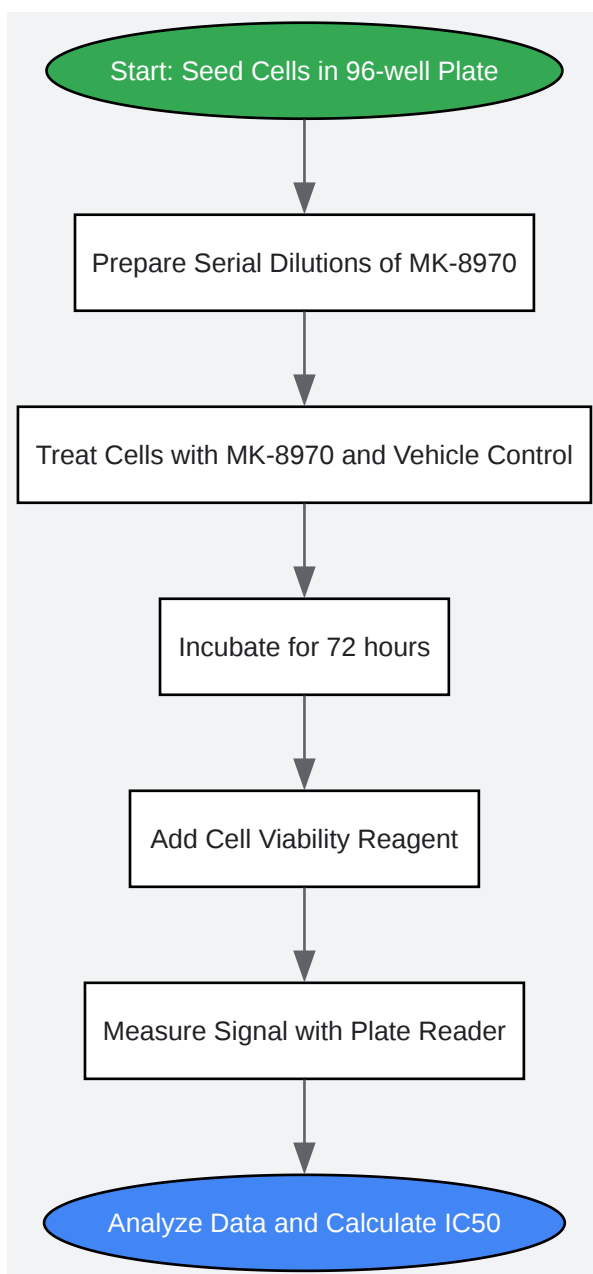 Start: Seed Cells in 96-well Plate
Prepare Serial Dilutions of MK-8970
Treat Cells with MK-8970 and Vehicle Control
Incubate for 72 hours
Add Cell Viability Reagent
Measure Signal with Plate Reader
Analyze Data and Calculate IC50